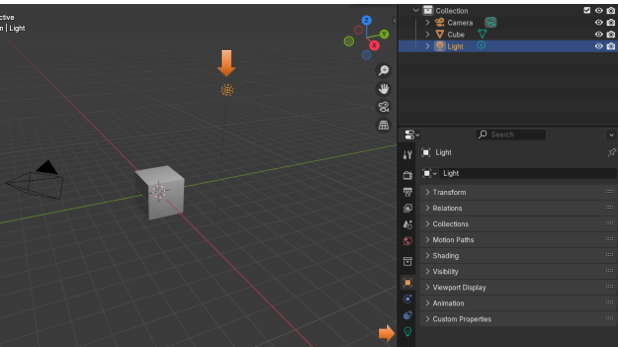 ctive
n | Light
Z
Y
X
Collection
Camera
Cube
Light
Search
Light
Light
Transform
Relations
Collections
Motion Paths
Shading
Visibility
Viewport Display
Animation
Custom Properties